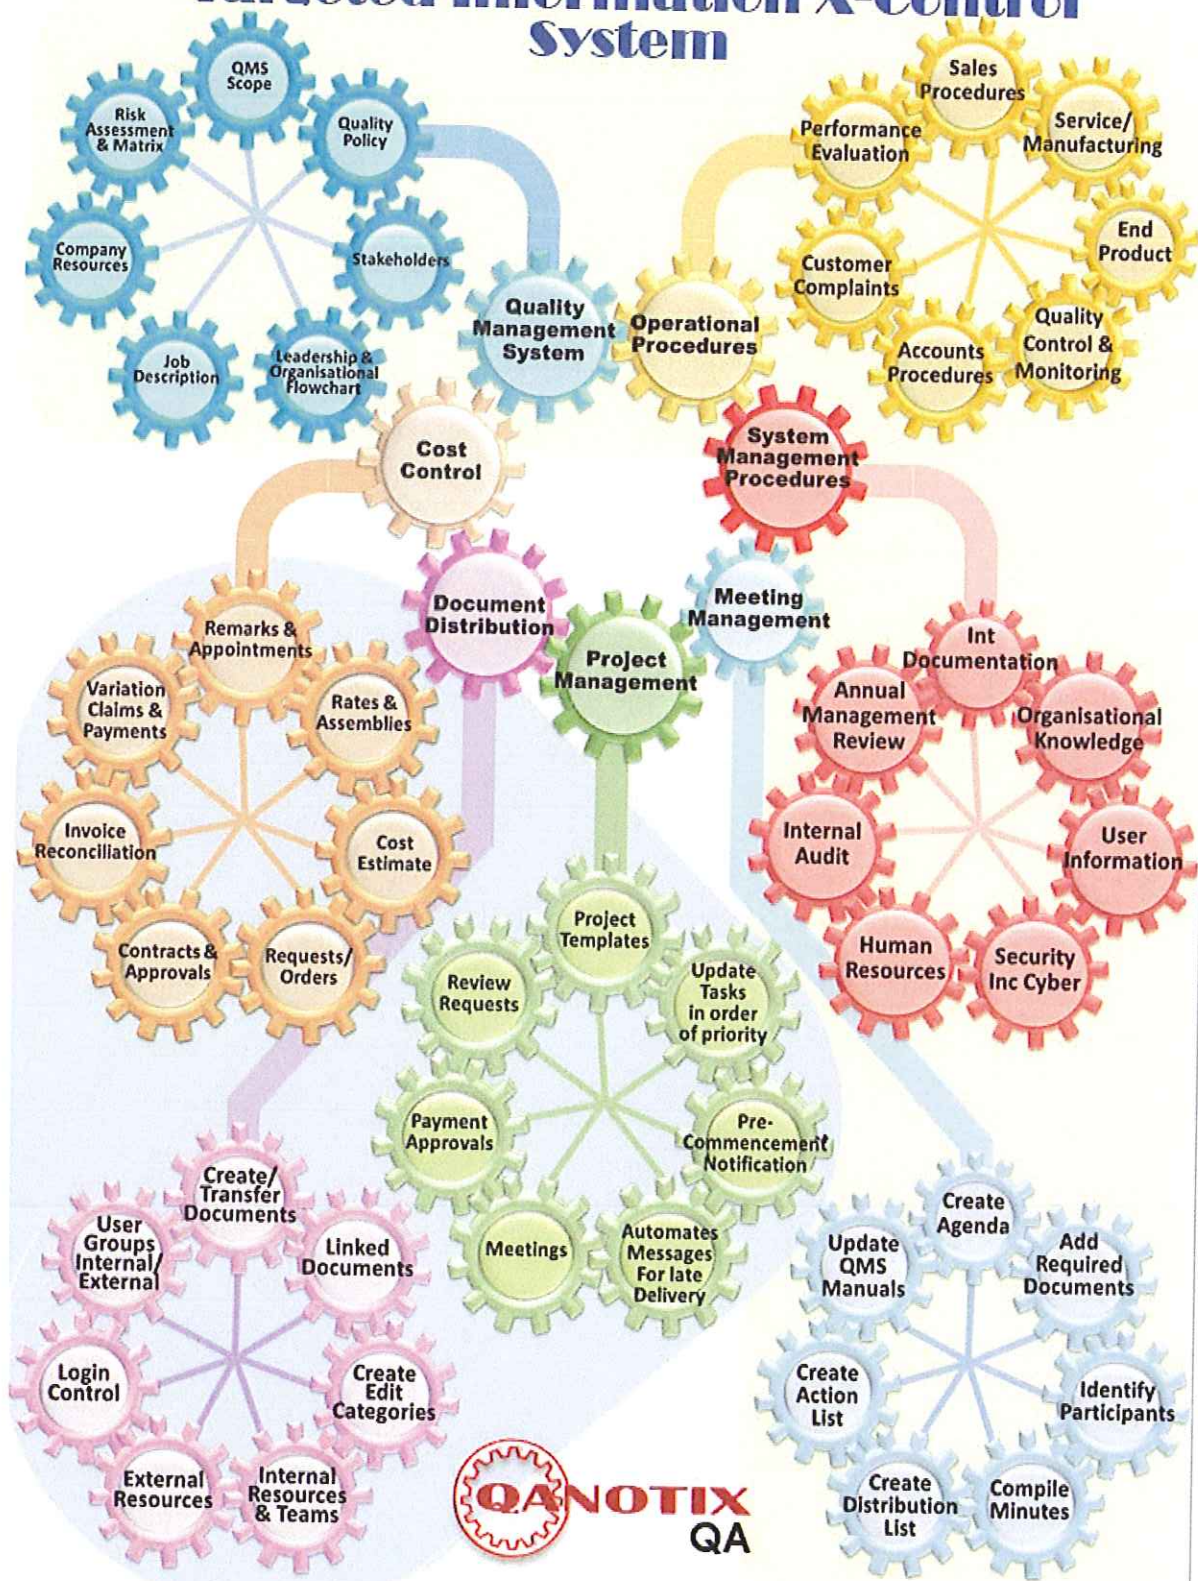 Targeted Information X-Control
System
QMS
Scope
Risk
Assessment
& Matrix
Quality
Policy
Company
Resources
Stakeholders
Job
Description
Leadership &
Organisational
Flowchart
Quality
Management
System
Sales
Procedures
Performance
Evaluation
Service/
Manufacturing
End
Product
Customer
Complaints
Quality
Control &
Monitoring
Accounts
Procedures
Operational
Procedures
Cost
Control
System
Management
Procedures
Document
Distribution
Project
Management
Meeting
Management
Remarks &
Appointments
Variation
Claims &
Payments
Rates &
Assemblies
Invoice
Reconciliation
Cost
Estimate
Contracts &
Approvals
Requests/
Orders
Int
Documentation
Annual
Management
Review
Organisational
Knowledge
Internal
Audit
User
Information
Human
Resources
Security
Inc Cyber
Project
Templates
Review
Requests
Update
Tasks
in order
of priority
Payment
Approvals
Pre-
Commencement
Notification
Meetings
Automates
Messages
For late
Delivery
Create/
Transfer
Documents
User
Groups
Internal/
External
Linked
Documents
Login
Control
Create
Edit
Categories
External
Resources
Internal
Resources
& Teams
Create
Agenda
Update
QMS
Manuals
Add
Required
Documents
Create
Action
List
Identify
Participants
Create
Distribution
List
Compile
Minutes
QANOTIX
QA